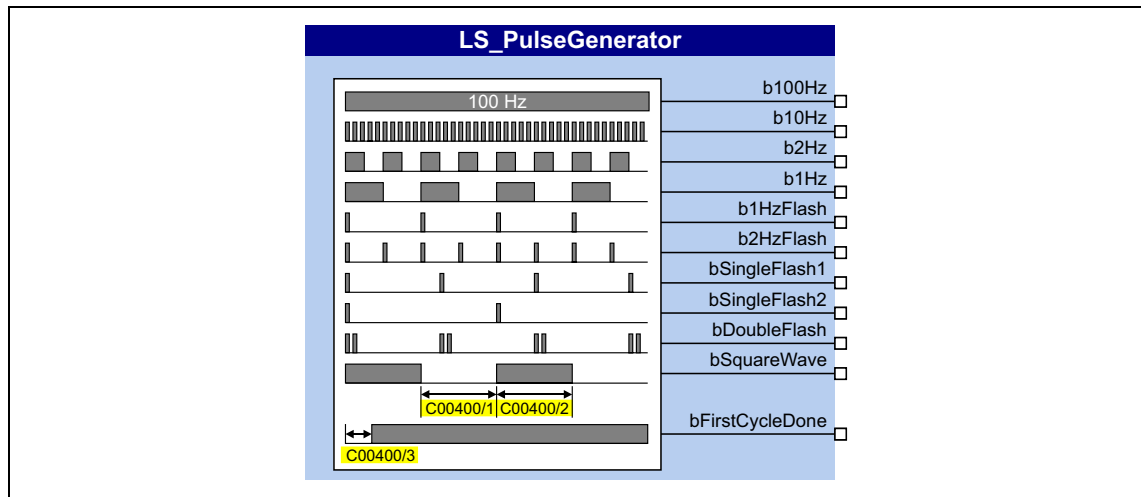 LS_PulseGenerator
100 Hz
b100Hz
b10Hz
b2Hz
b1Hz
b1HzFlash
b2HzFlash
bSingleFlash1
bSingleFlash2
bDoubleFlash
bSquareWave
C00400/1 C00400/2
bFirstCycleDone
C00400/3